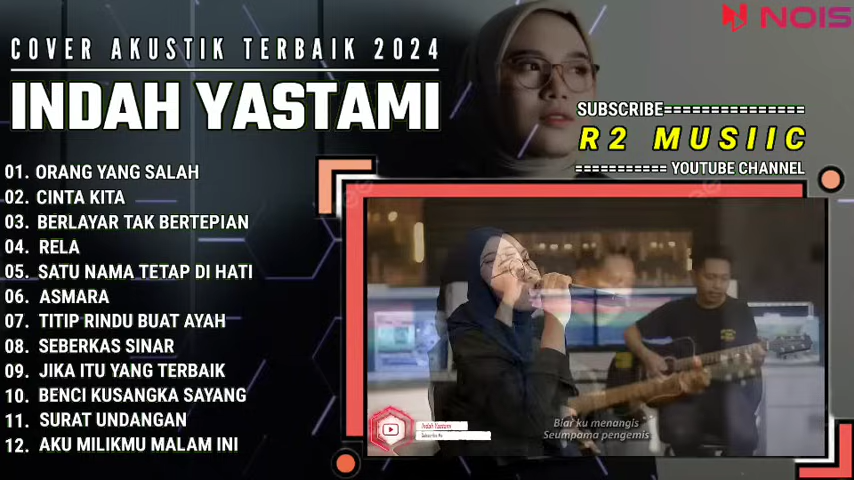 COVER AKUSTIK TERBAIK 2024
INDAH YASTAMI
NOIS
SUBSCRIBE===============
R2 MUSIIC
=========== YOUTUBE CHANNEL
01. ORANG YANG SALAH
02. CINTA KITA
03. BERLAYAR TAK BERTEPIAN
04. RELA
05. SATU NAMA TETAP DI HATI
06. ASMARA
07. TITIP RINDU BUAT AYAH
08. SEBERKAS SINAR
09. JIKA ITU YANG TERBAIK
10. BENCI KUSANGKA SAYANG
11. SURAT UNDANGAN
12. AKU MILIKMU MALAM INI
Indah Yastami
Biar ku menangis
Seumpama pengemis